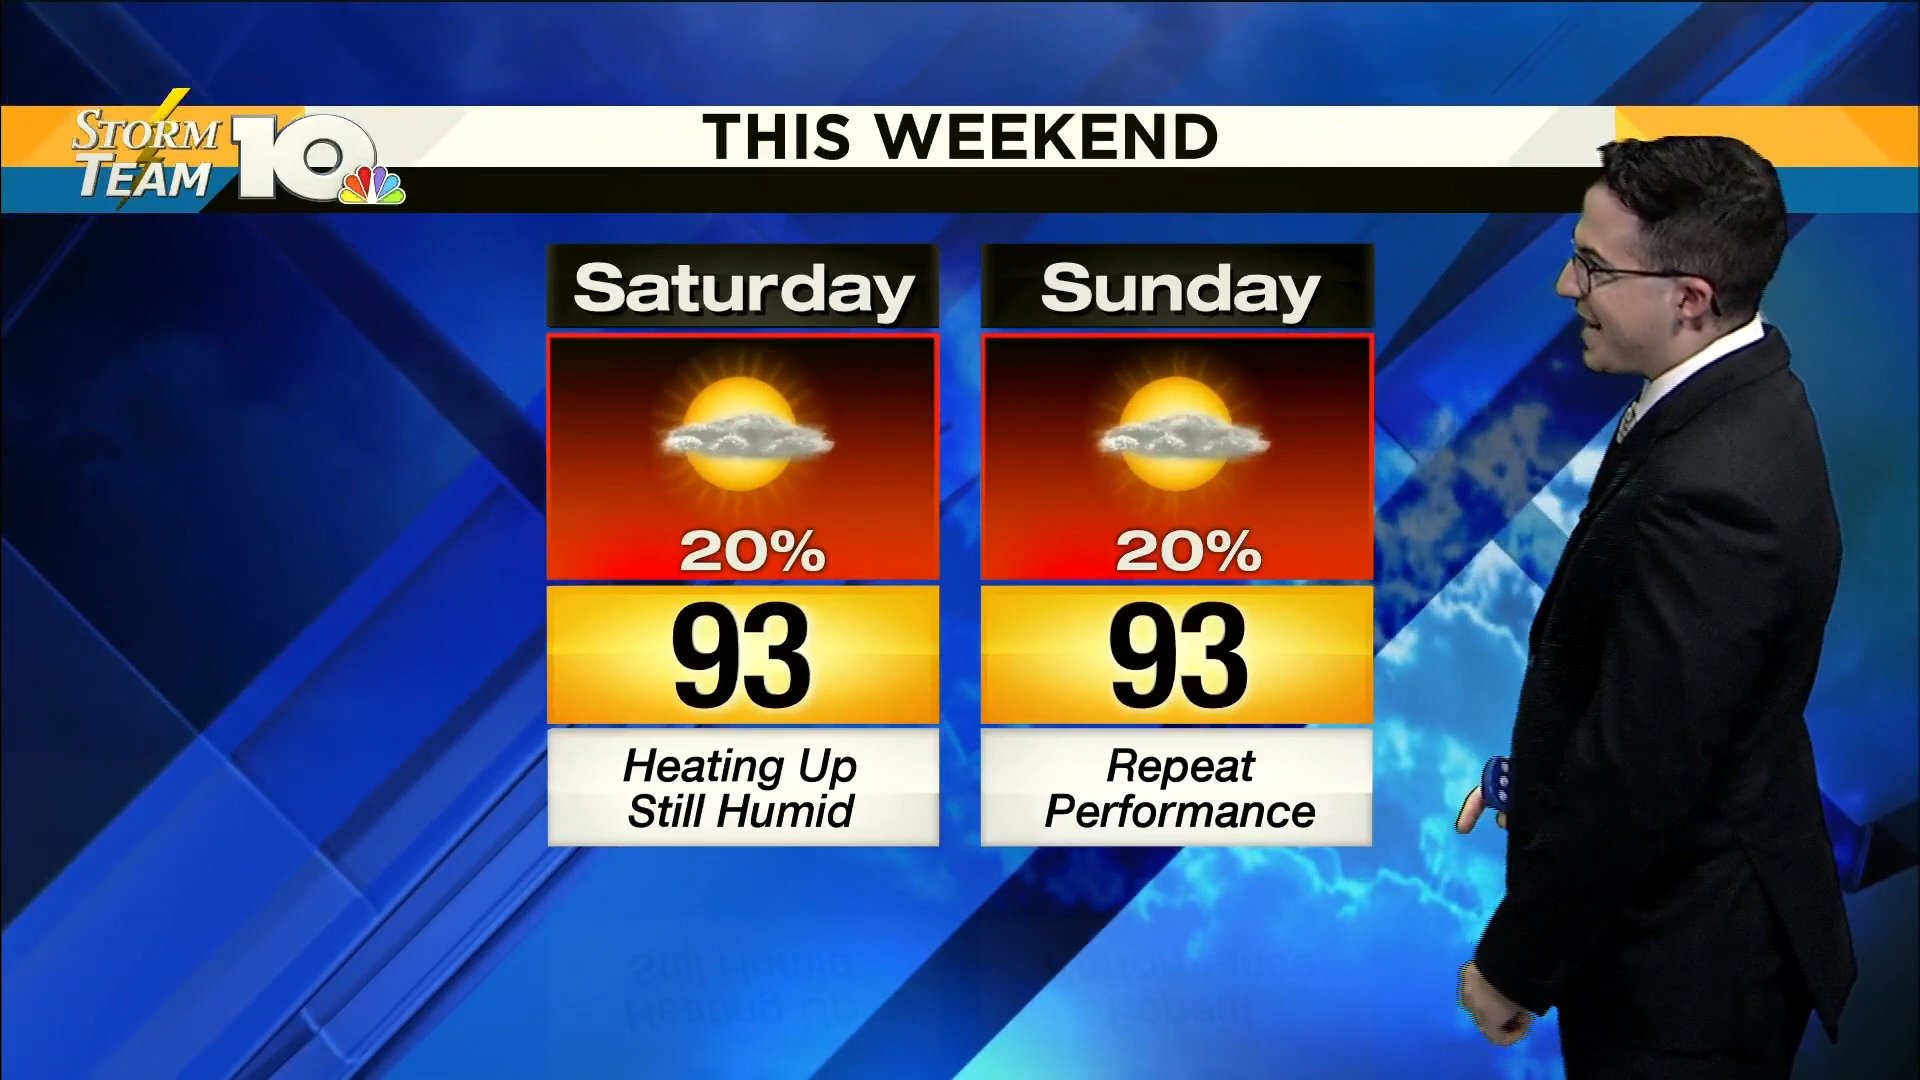 STORM
TEAM
10
THIS WEEKEND
Saturday
20%
93
Heating Up
Still Humid
Sunday
20%
93
Repeat
Performance